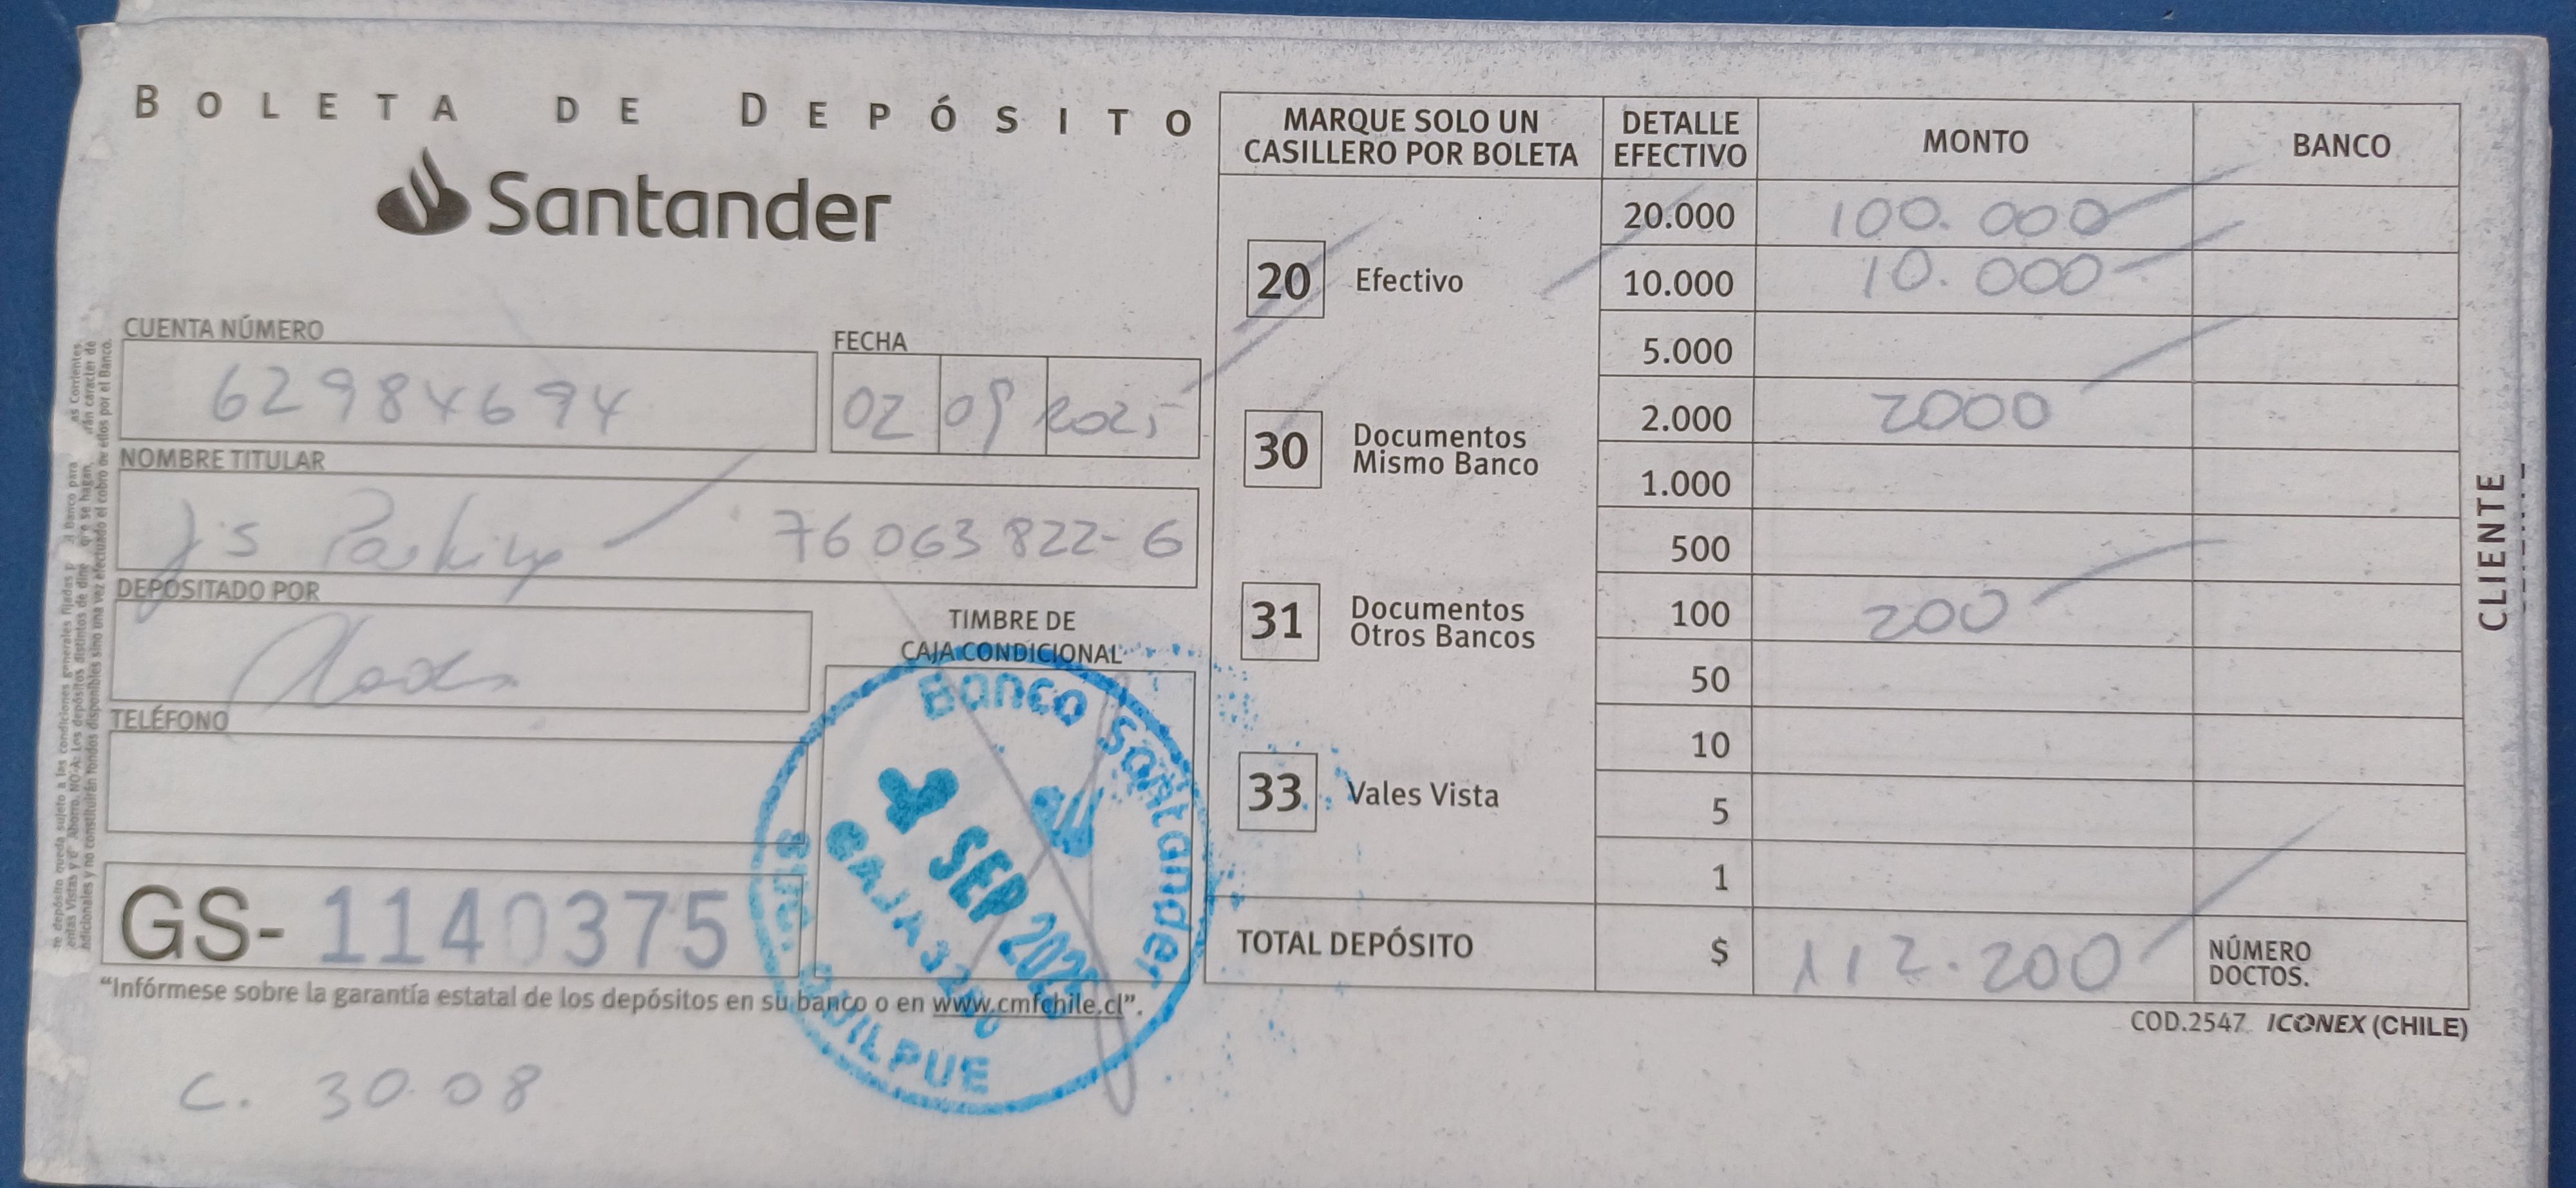 BOLETA DE DEPÓSITO
Santander
CUENTA NÚMERO
62984694
FECHA
02 09 2025
NOMBRE TITULAR
Js Parking 76063822-6
DEPOSITADO POR
TELÉFONO
TIMBRE DE
CAJA CONDICIONAL
Banco Santander
SEP 2025
CAJA 3
QUILPUE
GS- 1140375
"Infórmese sobre la garantía estatal de los depósitos en su banco o en www.cmfchile.cl".
C. 30.08
MARQUE SOLO UN
CASILLERO POR BOLETA
20 Efectivo
30 Documentos
Mismo Banco
31 Documentos
Otros Bancos
33 Vales Vista
DETALLE
EFECTIVO
MONTO
BANCO
20.000 100.000
10.000 10.000
5.000
2.000 2000
1.000
500
100 200
50
10
5
1
TOTAL DEPÓSITO $ 112.200
NÚMERO
DOCTOS.
COD.2547 ICONEX (CHILE)
CLIENTE